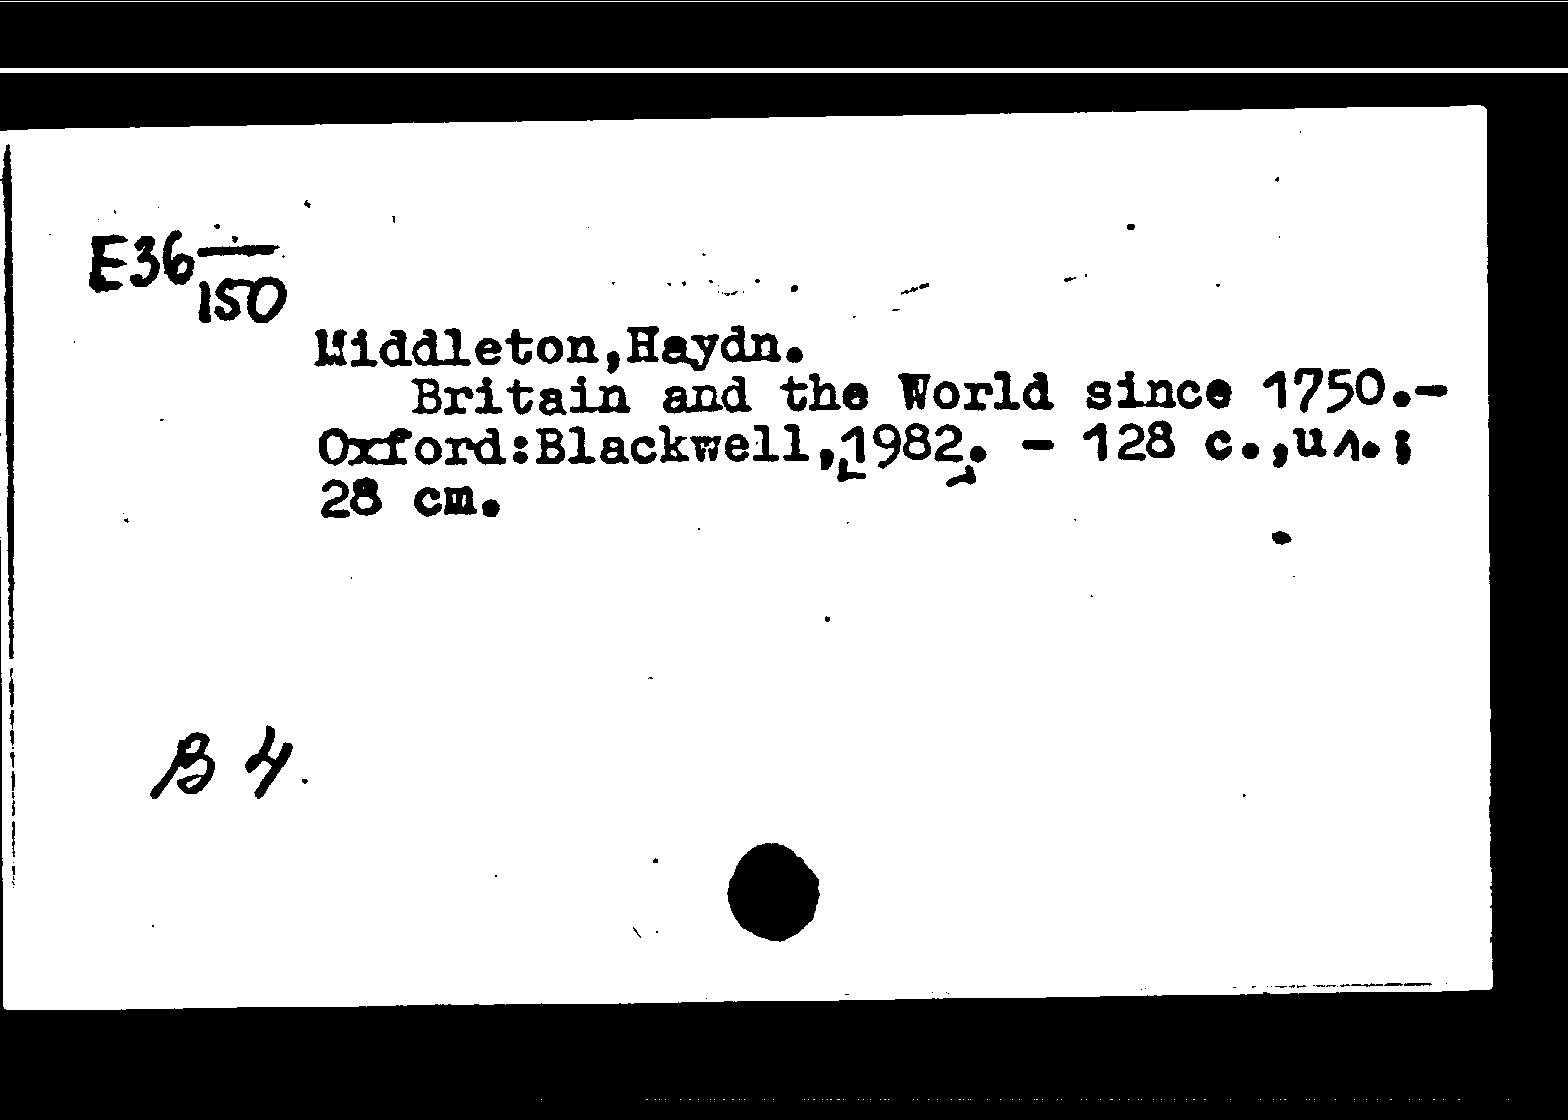 E36 —
150
Middleton,Haydn.
Britain and the World since 1750.-
Oxford:Blackwell,1982. - 128 с.,ил.;
28 cm.
B 4